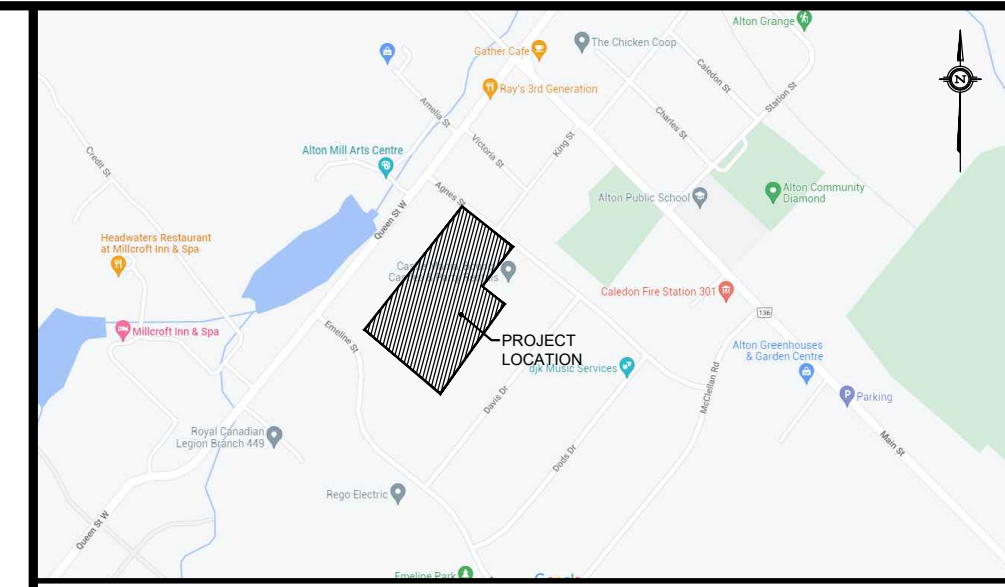 Alton Grange
The Chicken Coop
Gather Cafe
Ray's 3rd Generation
Caledon St
Station St
Charles St
Amelia St
Victoria St
King St
N
Credit St
Alton Mill Arts Centre
Agnes St
Queen St W
Alton Public School
Alton Community
Diamond
Headwaters Restaurant
at Millcroft Inn & Spa
Caledon Fire Station 301
136
Millcroft Inn & Spa
Emeline St
PROJECT
LOCATION
djk Music Services
Alton Greenhouses
& Garden Centre
Davis Dr
McClellan Rd
P
Parking
Main St
Royal Canadian
Legion Branch 449
Dods Dr
Rego Electric
Queen St W
Emeline Park
Google